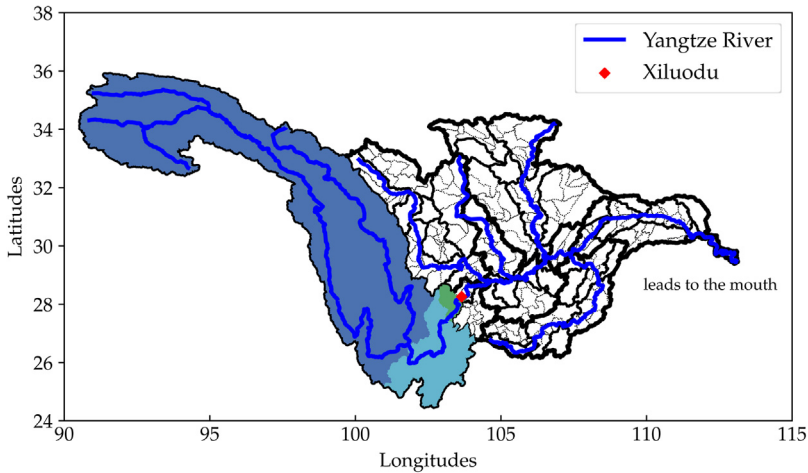 38
36
34
32
30
28
26
24
Latitudes
Yangtze River
Xiluodu
leads to the mouth
90
95
100
105
110
115
Longitudes